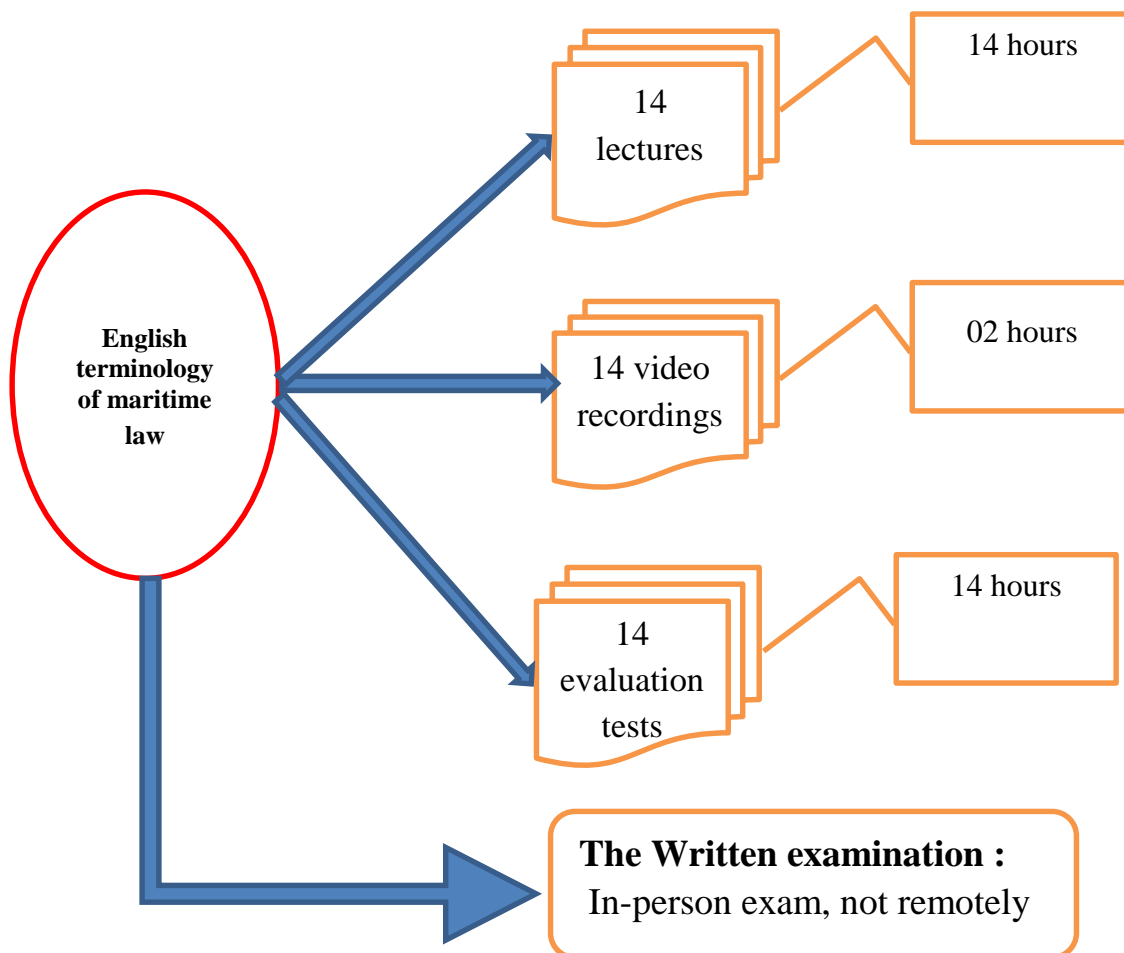 English
terminology
of maritime
law
14
lectures
14 hours
14 video
recordings
02 hours
14
evaluation
tests
14 hours
The Written examination :
In-person exam, not remotely